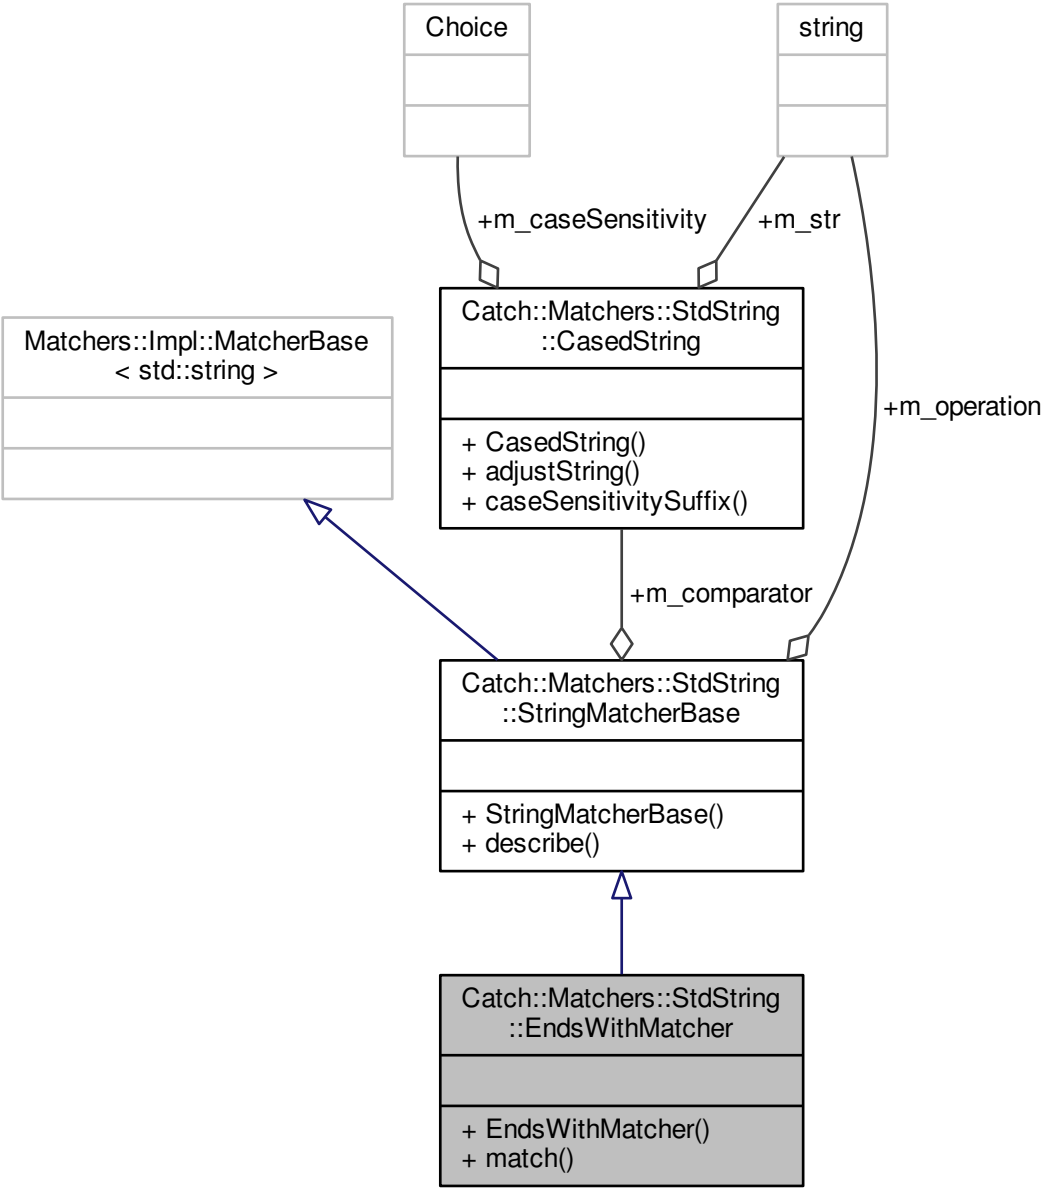 Choice
string
+m_caseSensitivity
+m_str
Catch::Matchers::StdString
::CasedString
Matchers::Impl::MatcherBase
< std::string >
+m_operation
+ CasedString()
+ adjustString()
+ caseSensitivitySuffix()
+m_comparator
Catch::Matchers::StdString
::StringMatcherBase
+ StringMatcherBase()
+ describe()
Catch::Matchers::StdString
::EndsWithMatcher
+ EndsWithMatcher()
+ match()